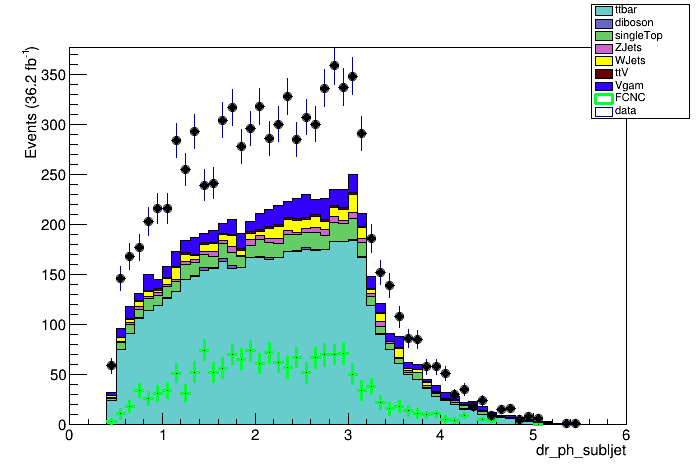 ttbar
diboson
singleTop
ZJets
WJets
ttV
Vgam
FCNC
data
Events (36.2 fb⁻¹)
350
300
250
200
150
100
50
0
0 1 2 3 4 5 6
dr_ph_subljet